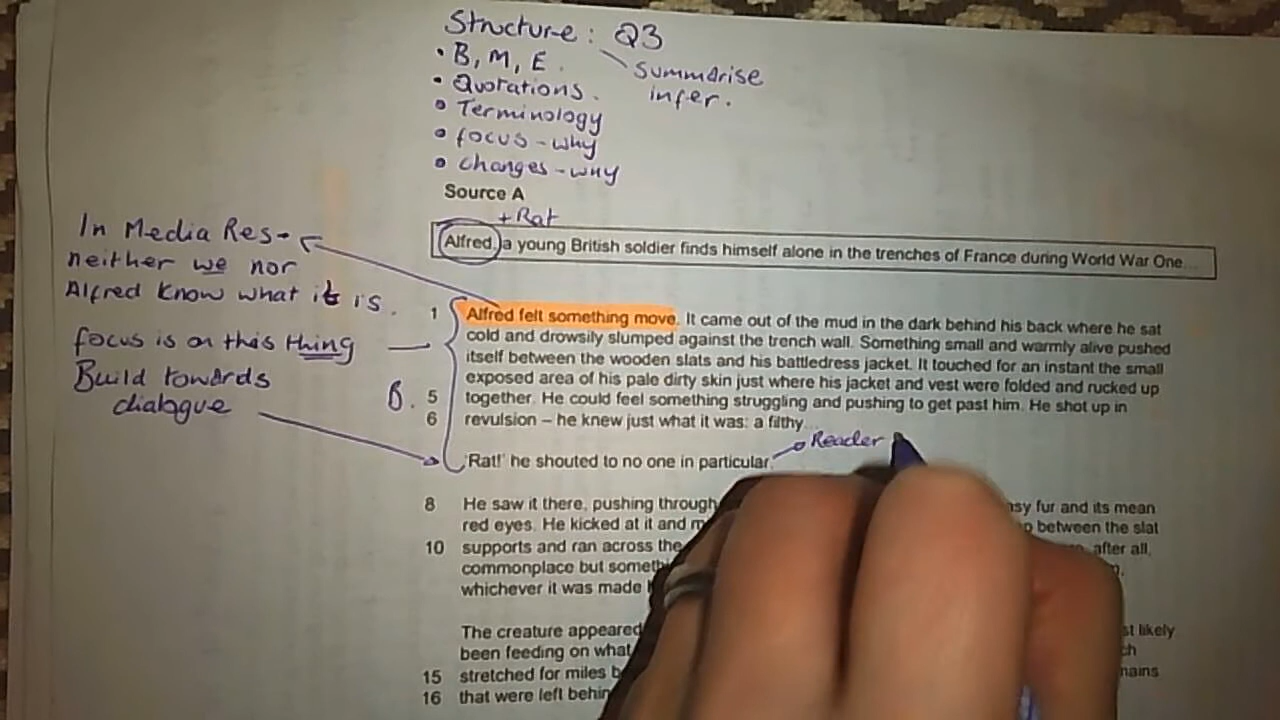 Structure: Q3
• B, M, E.
• Quotations.
• Terminology
• focus - why
• changes - why
summarise
infer.
Source A
+ Rat
Alfred, a young British soldier finds himself alone in the trenches of France during World War One...
In Media Res -
neither we nor
Alfred know what it is.
focus is on this thing
Build towards
dialogue
B.
1 Alfred felt something move. It came out of the mud in the dark behind his back where he sat
cold and drowsily slumped against the trench wall. Something small and warmly alive pushed
itself between the wooden slats and his battledress jacket. It touched for an instant the small
exposed area of his pale dirty skin just where his jacket and vest were folded and rucked up
5 together. He could feel something struggling and pushing to get past him. He shot up in
6 revulsion – he knew just what it was: a filthy...
Reader
'Rat!' he shouted to no one in particular.
8 He saw it there, pushing through fur and its mean
red eyes. He kicked at it and between the slat
10 supports and ran across the after all,
commonplace but
whichever it was made
The creature appeared likely
been feeding on what
15 stretched for miles
16 that were left